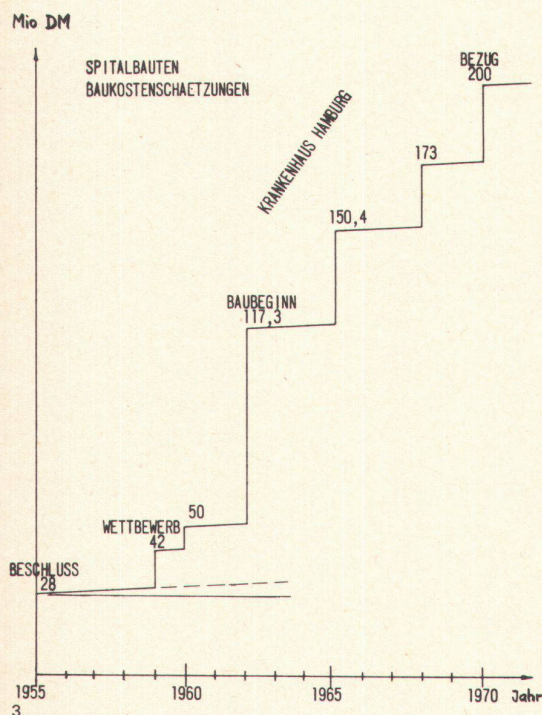 Mio DM
SPITALBAUTEN
BAUKOSTENSCHAETZUNGEN
KRANKENHAUS HAMBURG
BEZUG
200
173
150,4
BAUBEGINN
117,3
50
WETTBEWERB
42
BESCHLUSS
28
1955
1960
1965
1970
Jahr
3